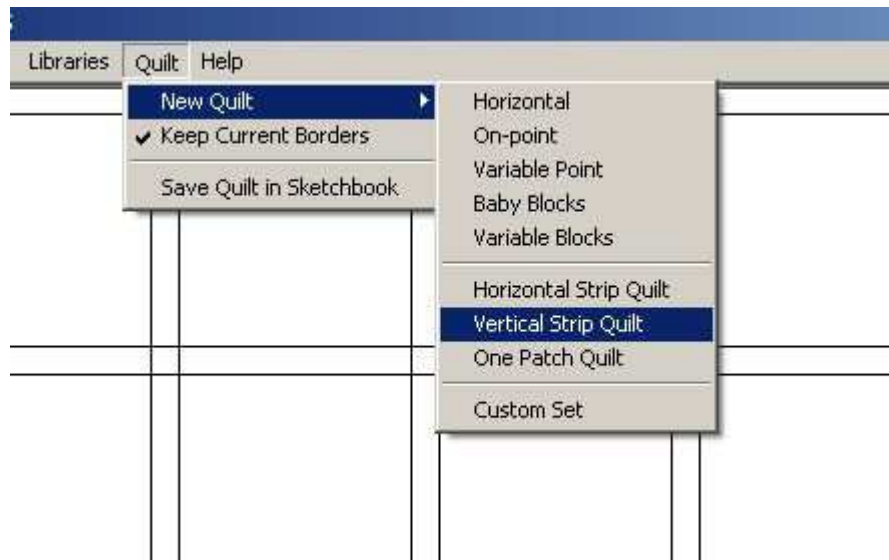 Libraries Quilt Help
New Quilt
Keep Current Borders
Save Quilt in Sketchbook
Horizontal
On-point
Variable Point
Baby Blocks
Variable Blocks
Horizontal Strip Quilt
Vertical Strip Quilt
One Patch Quilt
Custom Set